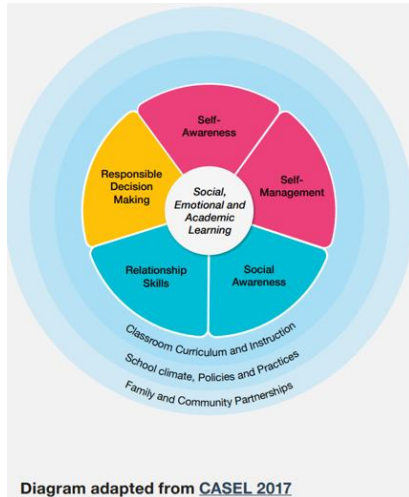 Self-
Awareness
Self-
Management
Responsible
Decision
Making
Social,
Emotional and
Academic
Learning
Relationship
Skills
Social
Awareness
Classroom Curriculum and Instruction
School climate, Policies and Practices
Family and Community Partnerships
Diagram adapted from CASEL 2017